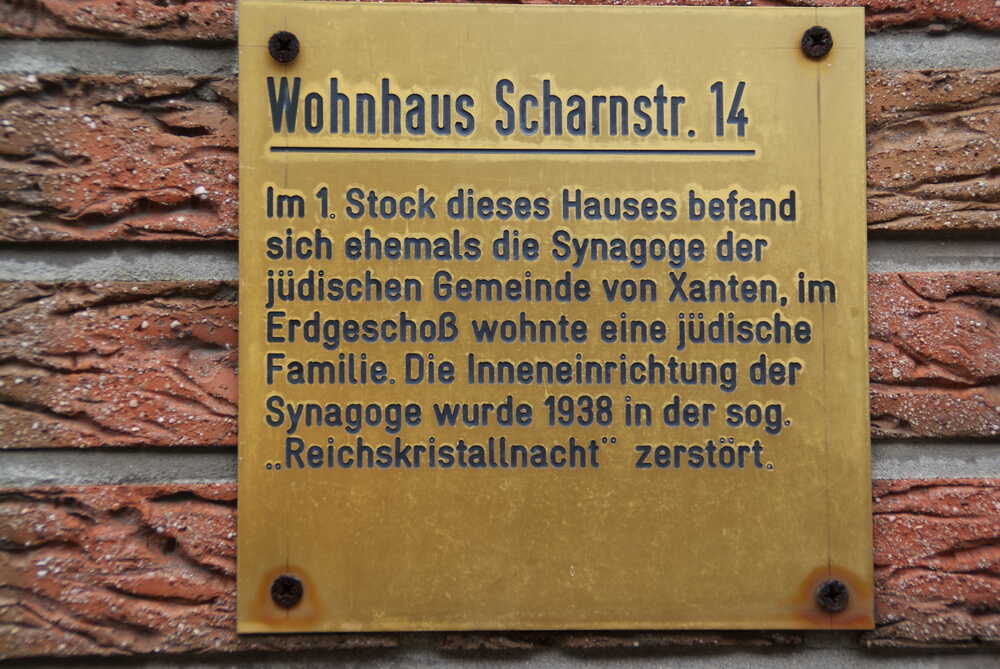 Wohnhaus Scharnstr. 14
Im 1. Stock dieses Hauses befand
sich ehemals die Synagoge der
jüdischen Gemeinde von Xanten, im
Erdgeschoß wohnte eine jüdische
Familie. Die Inneneinrichtung der
Synagoge wurde 1938 in der sog.
„Reichskristallnacht" zerstört.